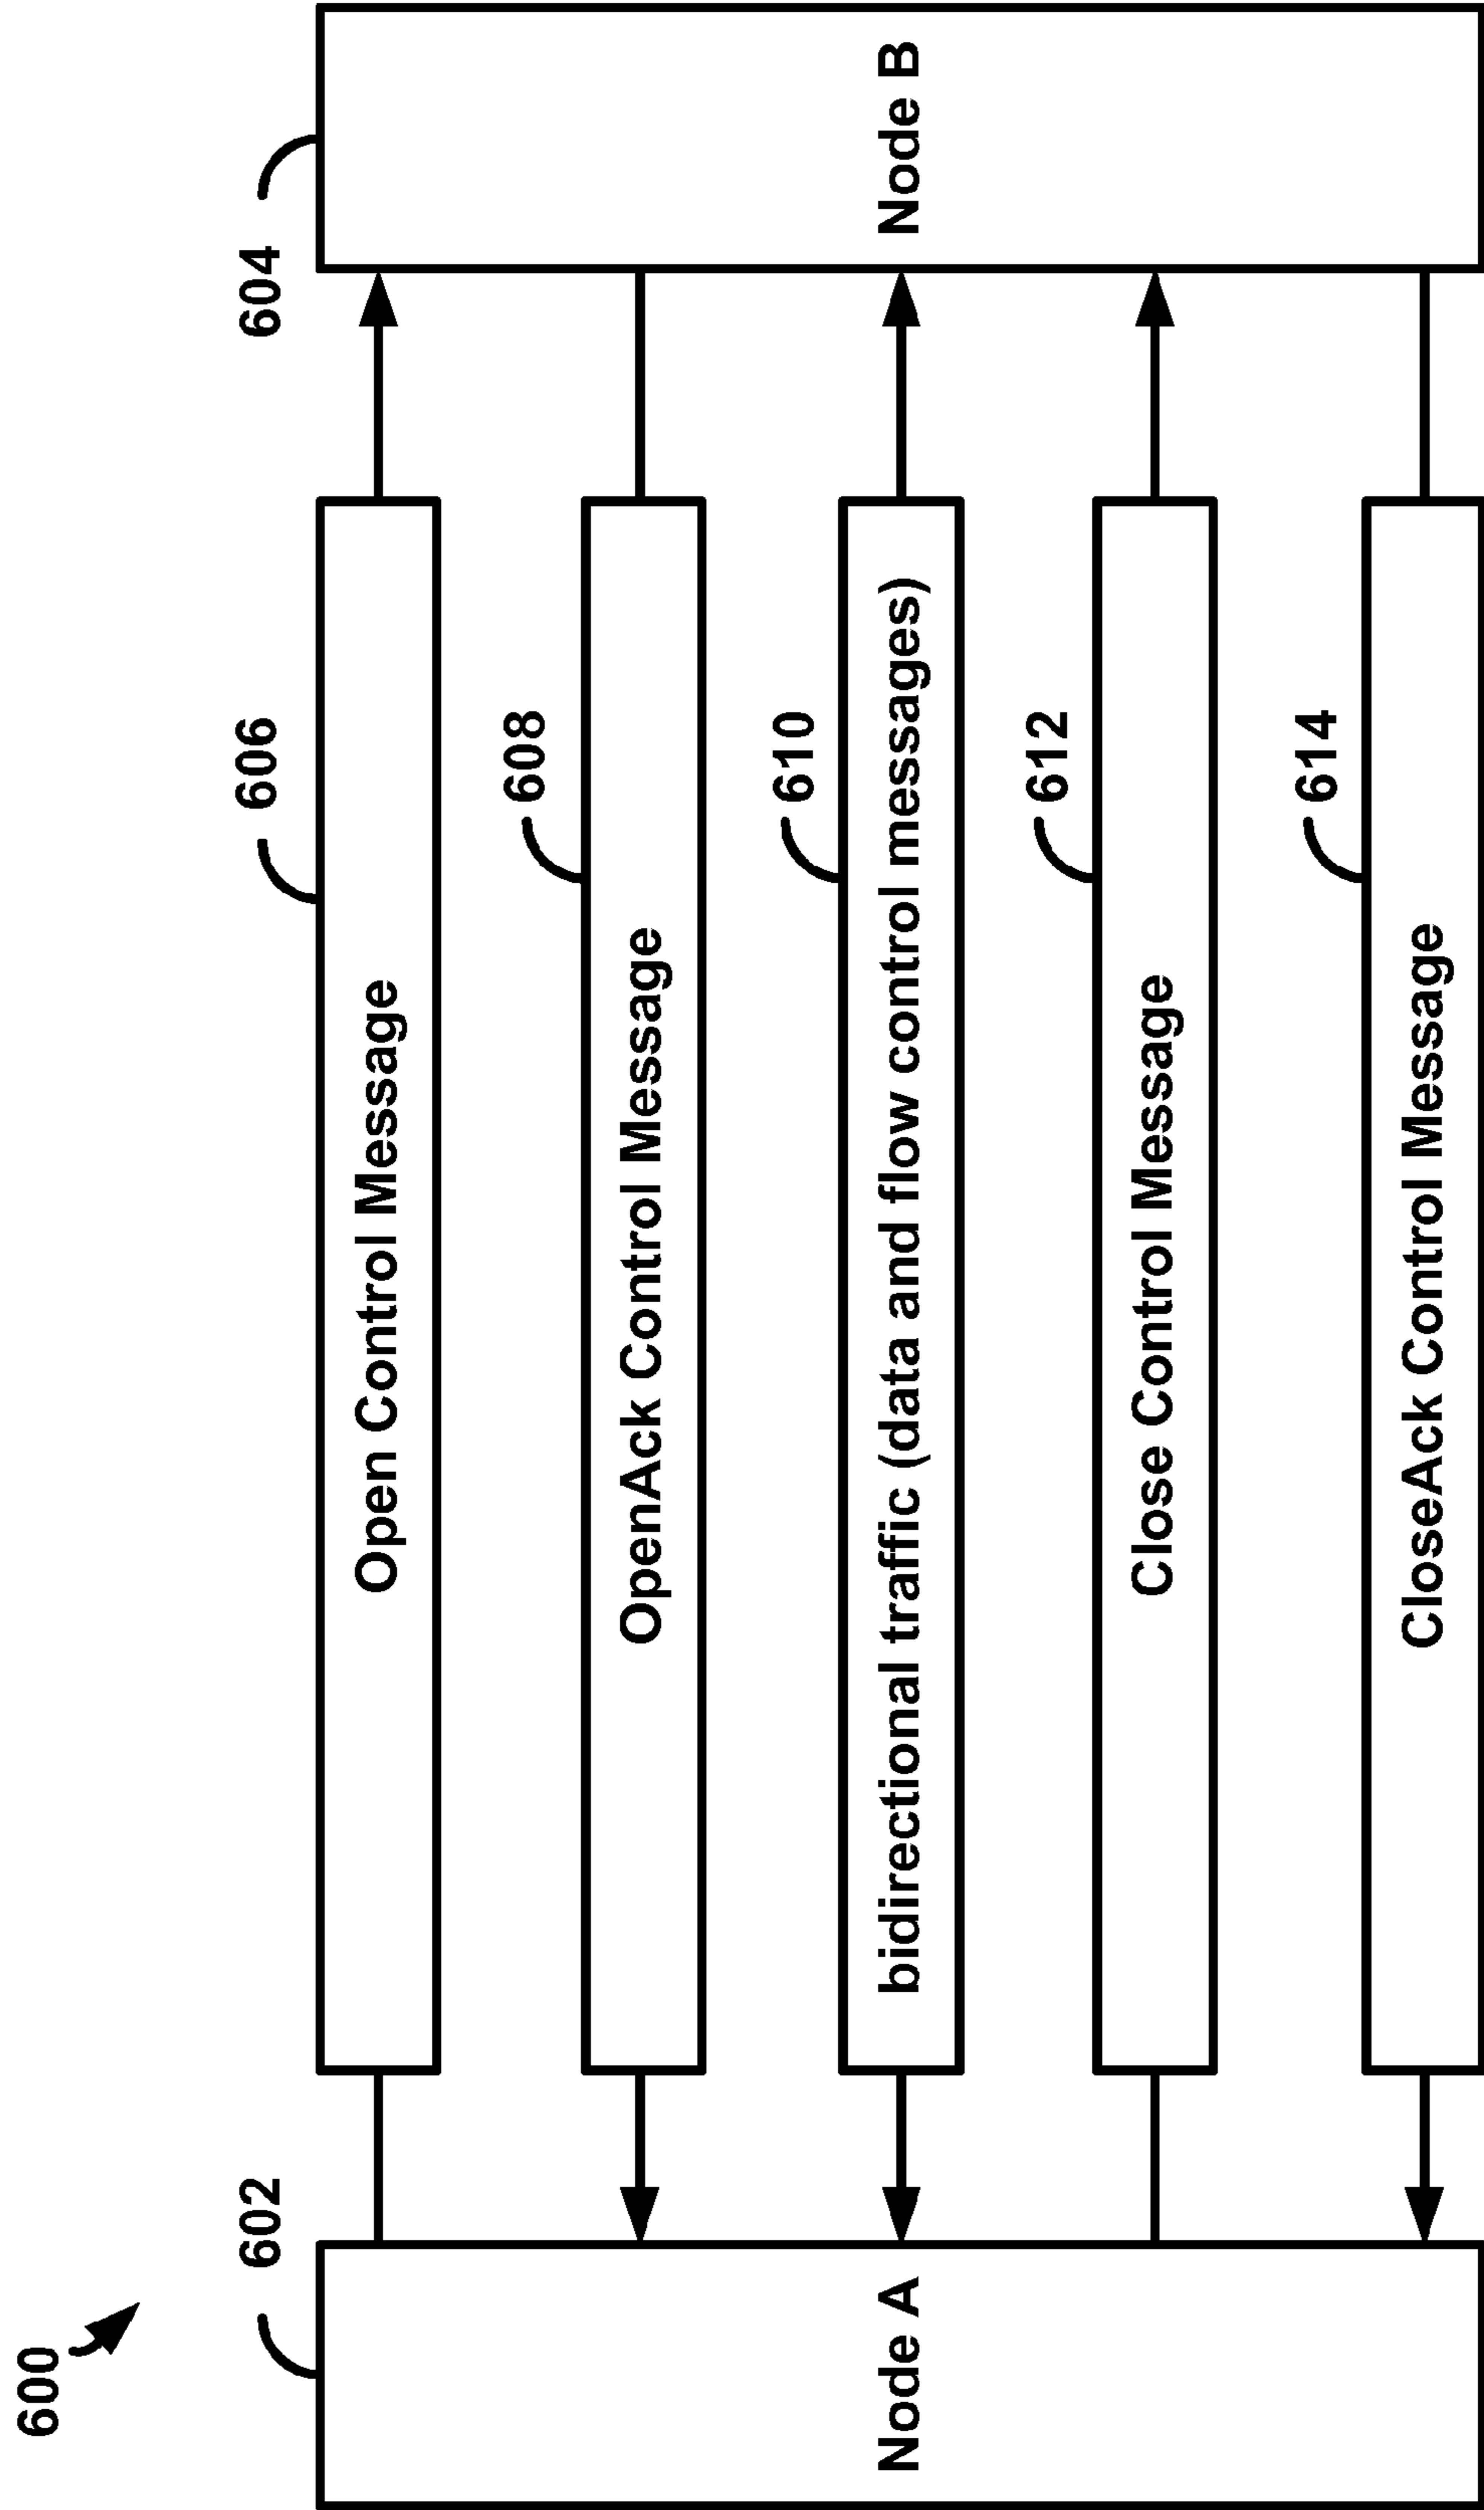 600
602
604
Node A
Node B
606
Open Control Message
608
OpenAck Control Message
610
bidirectional traffic (data and flow control messages)
612
Close Control Message
614
CloseAck Control Message